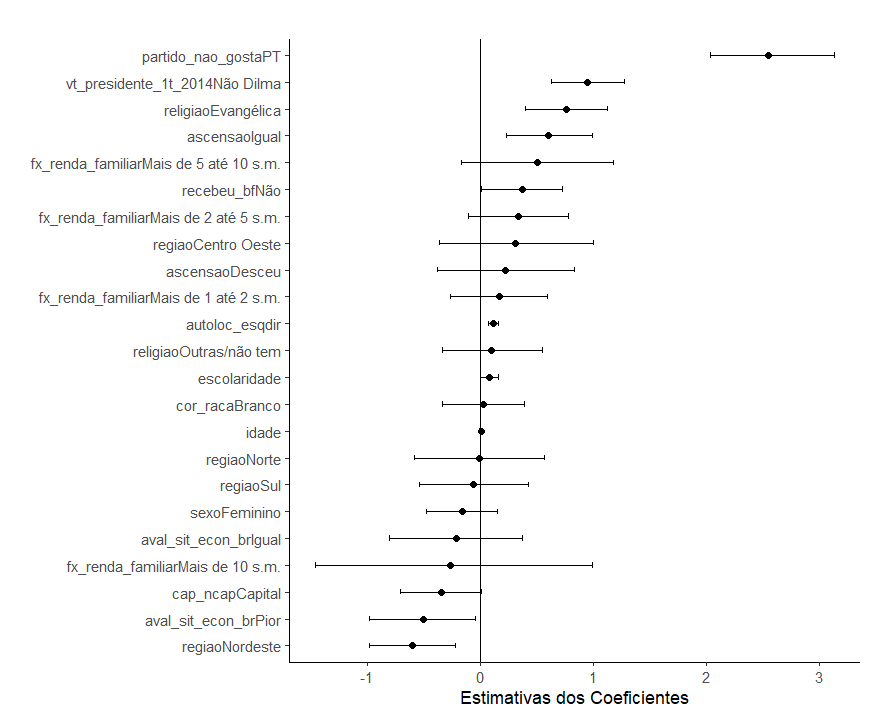 partido_nao_gostaPT
vt_presidente_1t_2014Não Dilma
religiaoEvangélica
ascensaoIgual
fx_renda_familiarMais de 5 até 10 s.m.
recebeu_bfNão
fx_renda_familiarMais de 2 até 5 s.m.
regiaoCentro Oeste
ascensaoDesceu
fx_renda_familiarMais de 1 até 2 s.m.
autoloc_esqdir
religiaoOutras/não tem
escolaridade
cor_racaBranco
idade
regiaoNorte
regiaoSul
sexoFeminino
aval_sit_econ_brIgual
fx_renda_familiarMais de 10 s.m.
cap_ncapCapital
aval_sit_econ_brPior
regiaoNordeste
-1 0 1 2 3
Estimativas dos Coeficientes